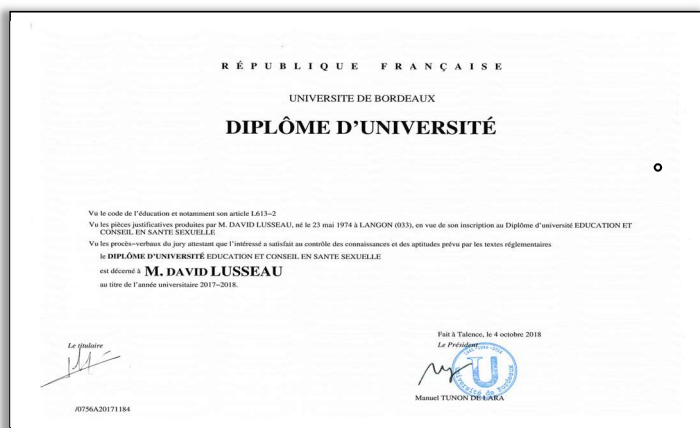 RÉPUBLIQUE FRANÇAISE
UNIVERSITE DE BORDEAUX
DIPLÔME D'UNIVERSITÉ
Vu le code de l'éducation et notamment son article L613-2
Vu les pièces justificatives produites par M. DAVID LUSSEAU, né le 23 mai 1974 à LANGON (033), en vue de son inscription au Diplôme d'université EDUCATION ET
CONSEIL EN SANTE SEXUELLE
Vu les procès-verbaux du jury attestant que l'intéressé a satisfait au contrôle des connaissances et des aptitudes prévu par les textes réglementaires
le DIPLÔME D'UNIVERSITÉ EDUCATION ET CONSEIL EN SANTE SEXUELLE
est décerné à M. DAVID LUSSEAU
au titre de l'année universitaire 2017-2018.
Fait à Talence, le 4 octobre 2018
Le titulaire
Le Président
U
Université de Bordeaux
Manuel TUNON DE LARA
/0756A20171184